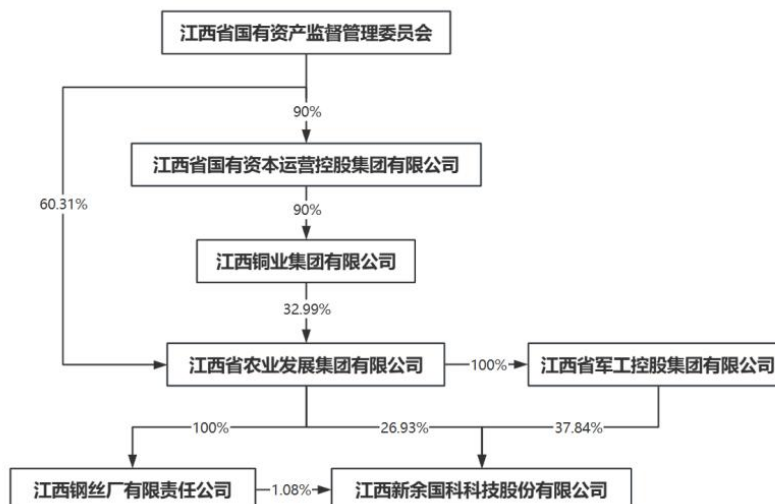 江西省国有资产监督管理委员会
90%
江西省国有资本运营控股集团有限公司
60.31%
90%
江西铜业集团有限公司
32.99%
江西省农业发展集团有限公司
100%
江西省军工控股集团有限公司
100%
26.93%
37.84%
江西钢丝厂有限责任公司
1.08%
江西新余国科科技股份有限公司